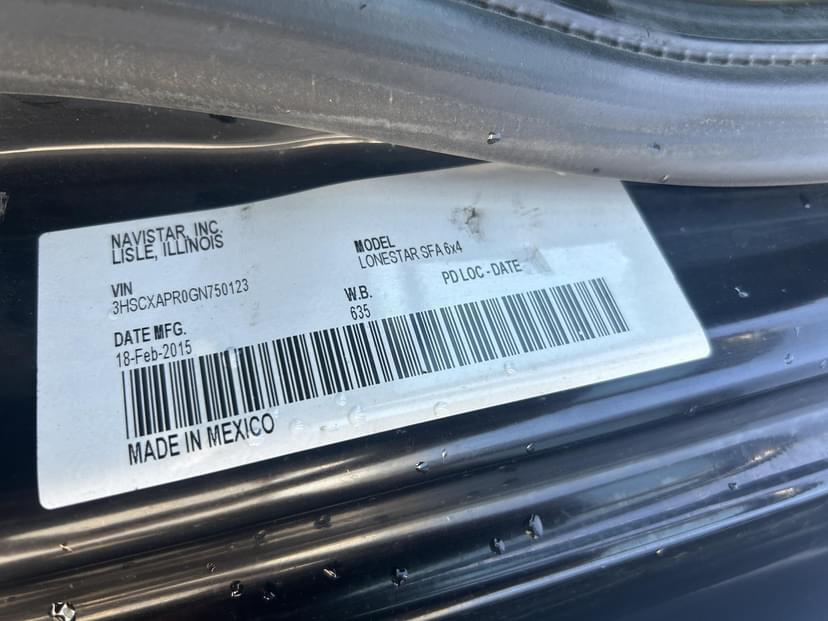 NAVISTAR, INC.
LISLE, ILLINOIS
MODEL
LONESTAR SFA 6x4
VIN
3HSCXAPR0GN750123
W.B.
635
PD LOC - DATE
DATE MFG.
18-Feb-2015
MADE IN MEXICO